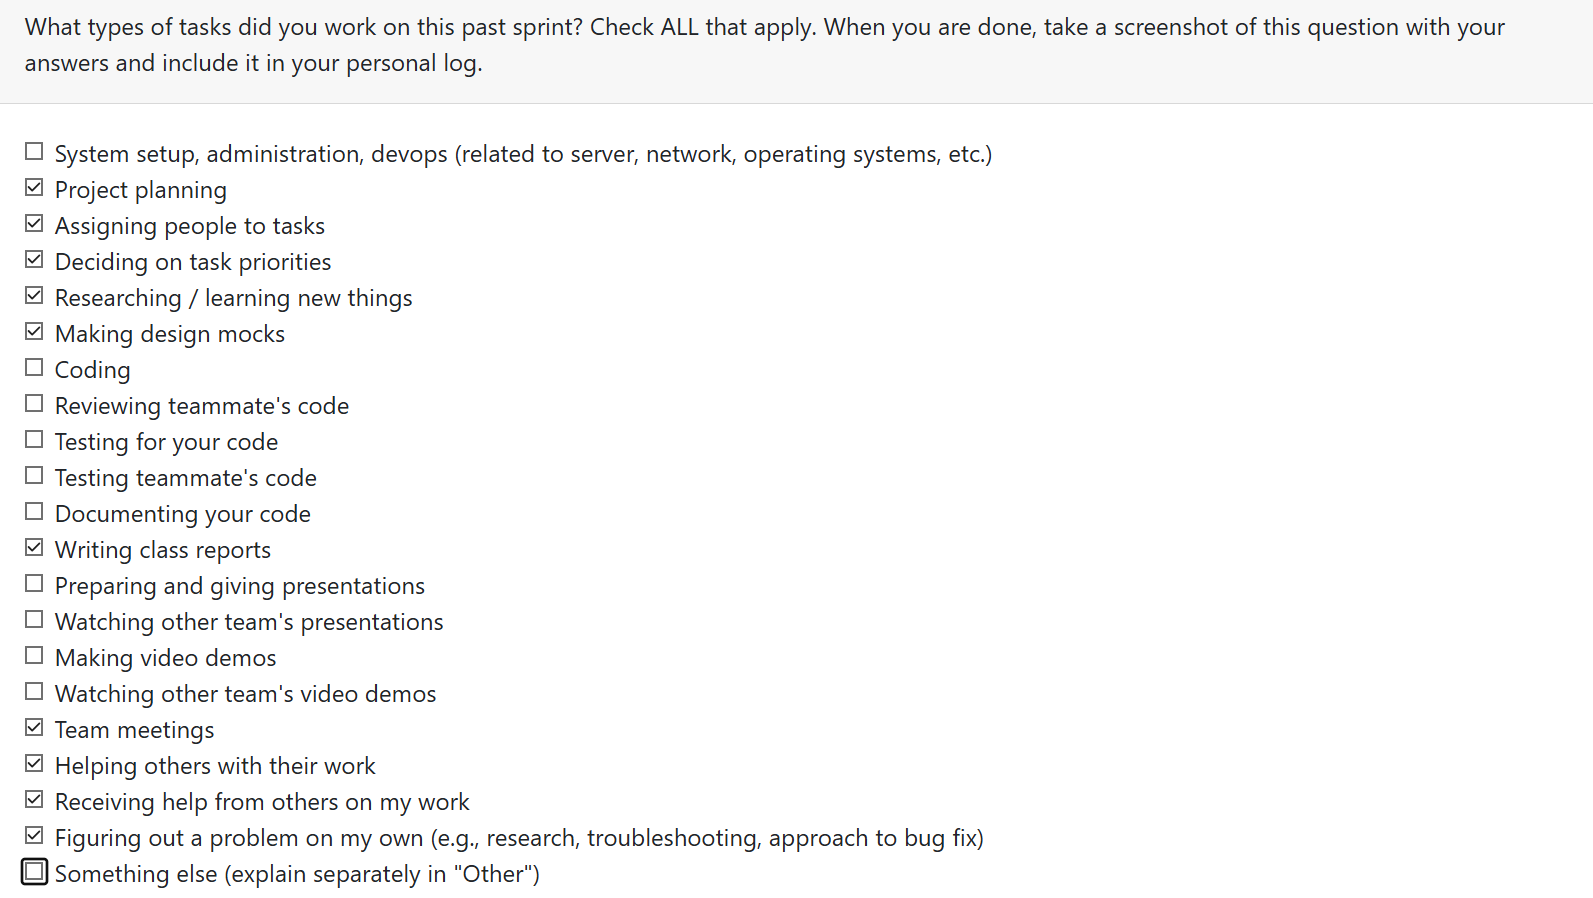 What types of tasks did you work on this past sprint? Check ALL that apply. When you are done, take a screenshot of this question with your
answers and include it in your personal log.
System setup, administration, devops (related to server, network, operating systems, etc.)
Project planning
Assigning people to tasks
Deciding on task priorities
Researching / learning new things
Making design mocks
Coding
Reviewing teammate's code
Testing for your code
Testing teammate's code
Documenting your code
Writing class reports
Preparing and giving presentations
Watching other team's presentations
Making video demos
Watching other team's video demos
Team meetings
Helping others with their work
Receiving help from others on my work
Figuring out a problem on my own (e.g., research, troubleshooting, approach to bug fix)
Something else (explain separately in "Other")